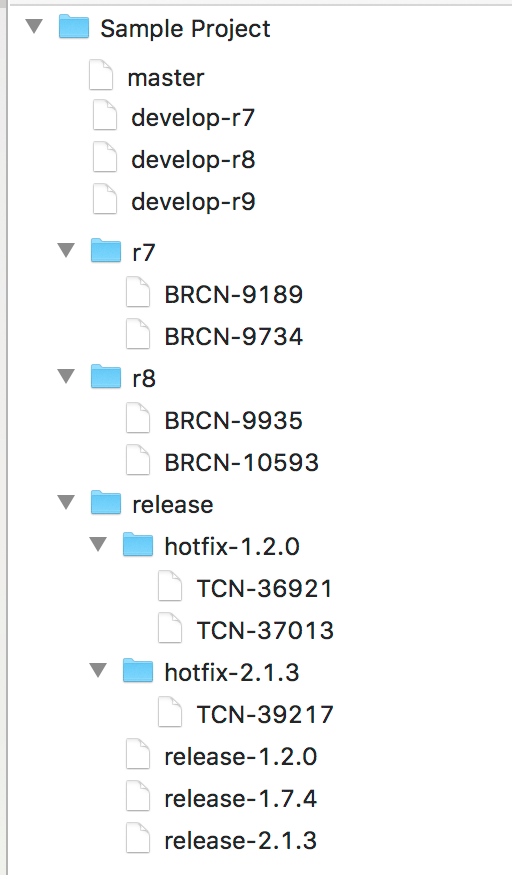 Sample Project
master
develop-r7
develop-r8
develop-r9
r7
BRCN-9189
BRCN-9734
r8
BRCN-9935
BRCN-10593
release
hotfix-1.2.0
TCN-36921
TCN-37013
hotfix-2.1.3
TCN-39217
release-1.2.0
release-1.7.4
release-2.1.3